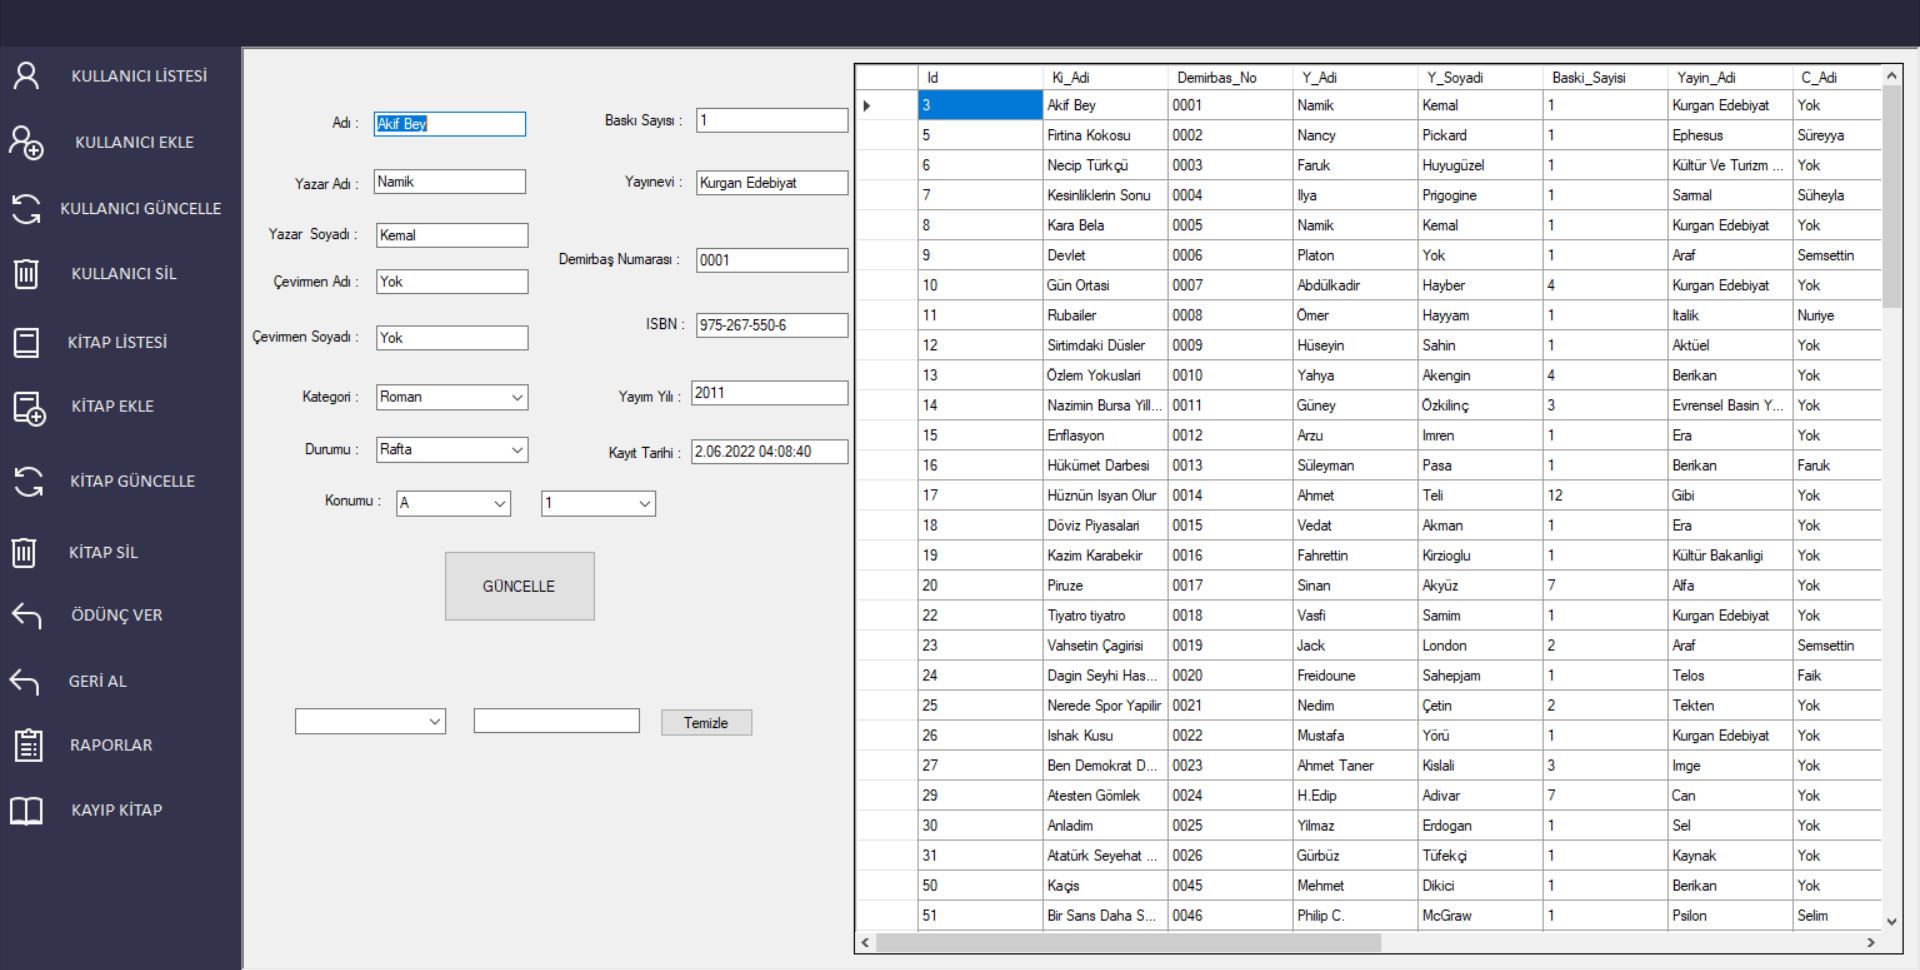 KULLANICI LİSTESİ
KULLANICI EKLE
KULLANICI GÜNCELLE
KULLANICI SİL
KİTAP LİSTESİ
KİTAP EKLE
KİTAP GÜNCELLE
KİTAP SİL
ÖDÜNÇ VER
GERİ AL
RAPORLAR
KAYIP KİTAP
Adı : Akif Bey
Yazar Adı : Namik
Yazar Soyadı : Kemal
Çevirmen Adı : Yok
Çevirmen Soyadı : Yok
Kategori : Roman
Durumu : Rafta
Konumu : A 1
Baskı Sayısı : 1
Yayınevi : Kurgan Edebiyat
Demirbaş Numarası : 0001
ISBN : 975-267-550-6
Yayım Yılı : 2011
Kayıt Tarihi : 2.06.2022 04:08:40
GÜNCELLE
Temizle
Id Ki_Adi Demirbas_No Y_Adi Y_Soyadi Baski_Sayisi Yayin_Adi C_Adi
3 Akif Bey 0001 Namik Kemal 1 Kurgan Edebiyat Yok
5 Firtina Kokosu 0002 Nancy Pickard 1 Ephesus Süreyya
6 Necip Türkçü 0003 Faruk Huyugüzel 1 Kültür Ve Turizm ... Yok
7 Kesinliklerin Sonu 0004 Ilya Prigogine 1 Sarmal Süheyla
8 Kara Bela 0005 Namik Kemal 1 Kurgan Edebiyat Yok
9 Devlet 0006 Platon Yok 1 Araf Semsettin
10 Gün Ortasi 0007 Abdülkadir Hayber 4 Kurgan Edebiyat Yok
11 Rubailer 0008 Ömer Hayyam 1 Italik Nuriye
12 Sirtimdaki Düsler 0009 Hüseyin Sahin 1 Aktüel Yok
13 Özlem Yokuslari 0010 Yahya Akengin 4 Berikan Yok
14 Nazimin Bursa Yill... 0011 Güney Özkilinç 3 Evrensel Basin Y... Yok
15 Enflasyon 0012 Arzu Imren 1 Era Yok
16 Hükümet Darbesi 0013 Süleyman Pasa 1 Berikan Faruk
17 Hüznün Isyan Olur 0014 Ahmet Teli 12 Gibi Yok
18 Döviz Piyasalari 0015 Vedat Akman 1 Era Yok
19 Kazim Karabekir 0016 Fahrettin Kirzioglu 1 Kültür Bakanligi Yok
20 Piruze 0017 Sinan Akyüz 7 Alfa Yok
22 Tiyatro tiyatro 0018 Vasfi Samim 1 Kurgan Edebiyat Yok
23 Vahsetin Çagirisi 0019 Jack London 2 Araf Semsettin
24 Dagin Seyhi Has... 0020 Freidoune Sahepjam 1 Telos Faik
25 Nerede Spor Yapilir 0021 Nedim Çetin 2 Tekten Yok
26 Ishak Kusu 0022 Mustafa Yörü 1 Kurgan Edebiyat Yok
27 Ben Demokrat D... 0023 Ahmet Taner Kislali 3 Imge Yok
29 Atesten Gömlek 0024 H.Edip Adivar 7 Can Yok
30 Anladim 0025 Yilmaz Erdogan 1 Sel Yok
31 Atatürk Seyehat ... 0026 Gürbüz Tüfekçi 1 Kaynak Yok
50 Kaçis 0045 Mehmet Dikici 1 Berikan Yok
51 Bir Sans Daha S... 0046 Philip C. McGraw 1 Psilon Selim